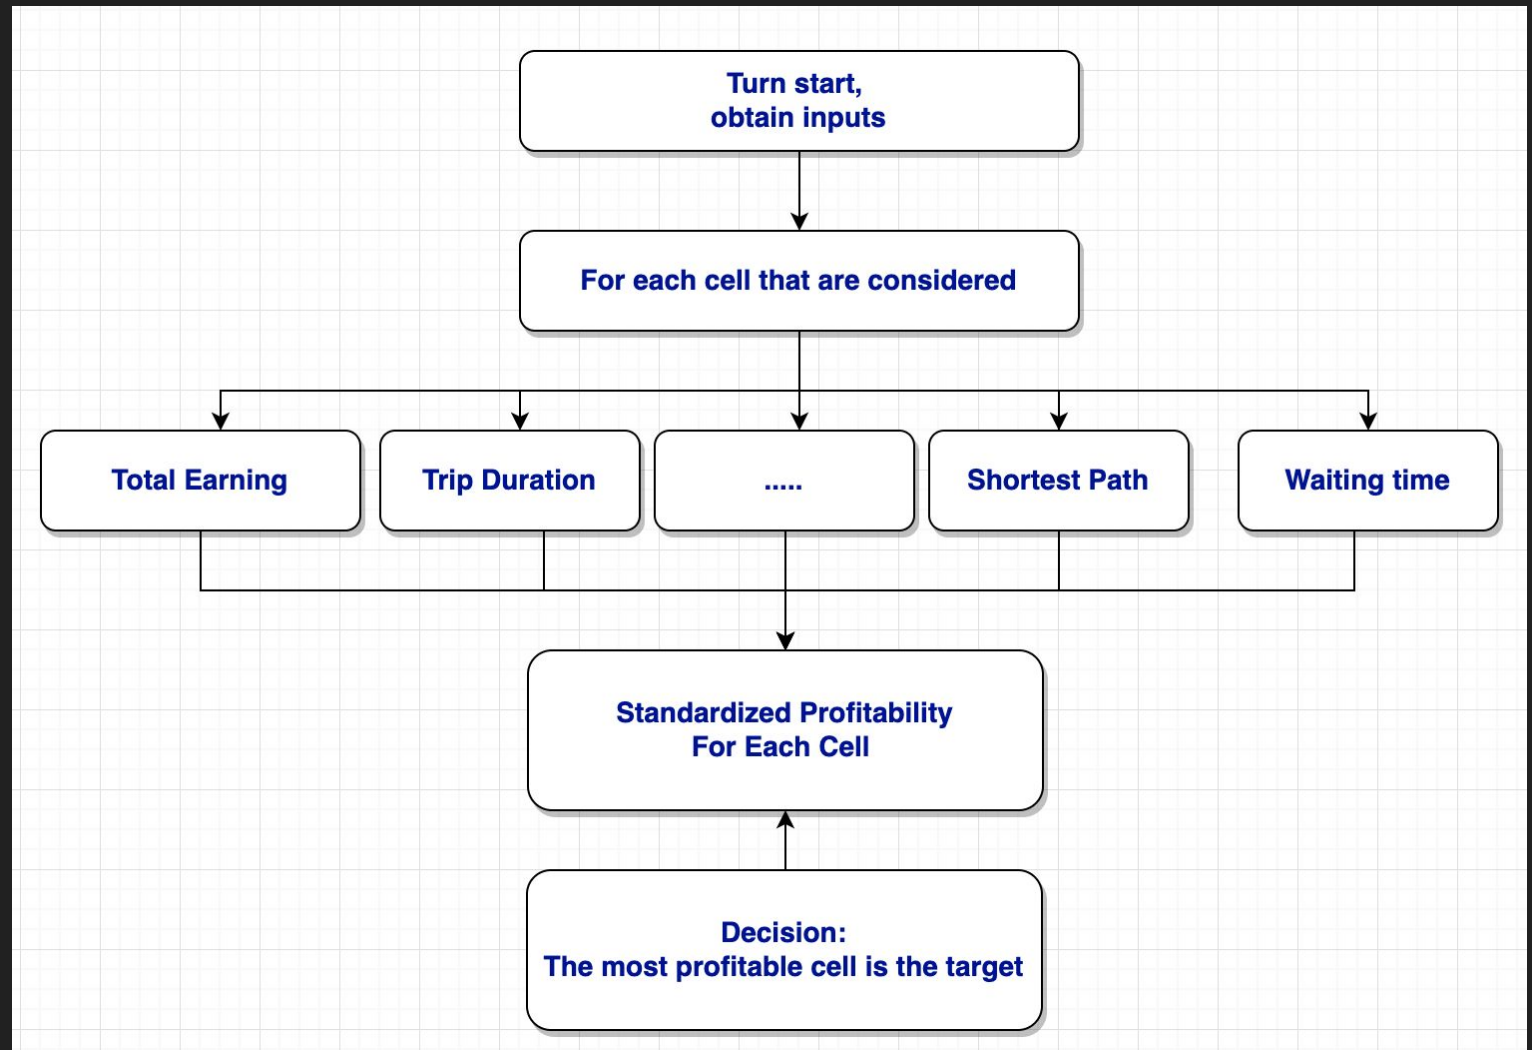 Turn start,
obtain inputs
For each cell that are considered
Total Earning
Trip Duration
.....
Shortest Path
Waiting time
Standardized Profitability
For Each Cell
Decision:
The most profitable cell is the target